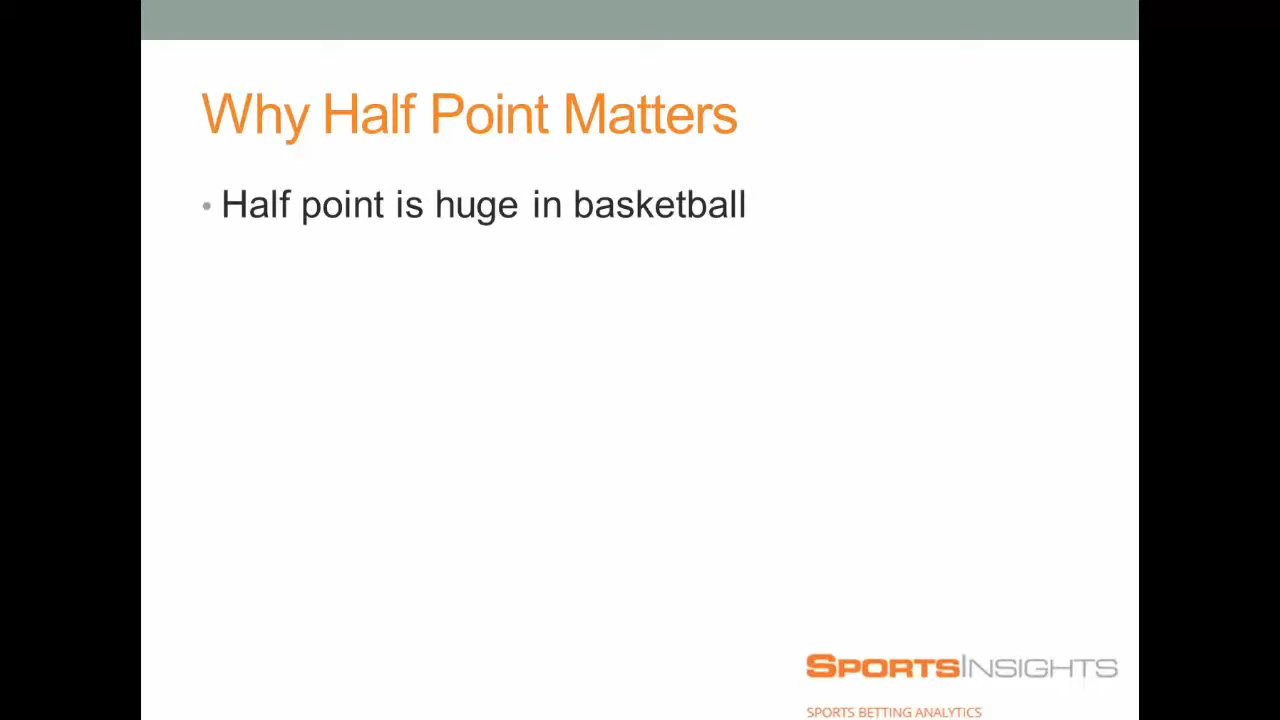 Why Half Point Matters
• Half point is huge in basketball
SPORTSINSIGHTS
SPORTS BETTING ANALYTICS